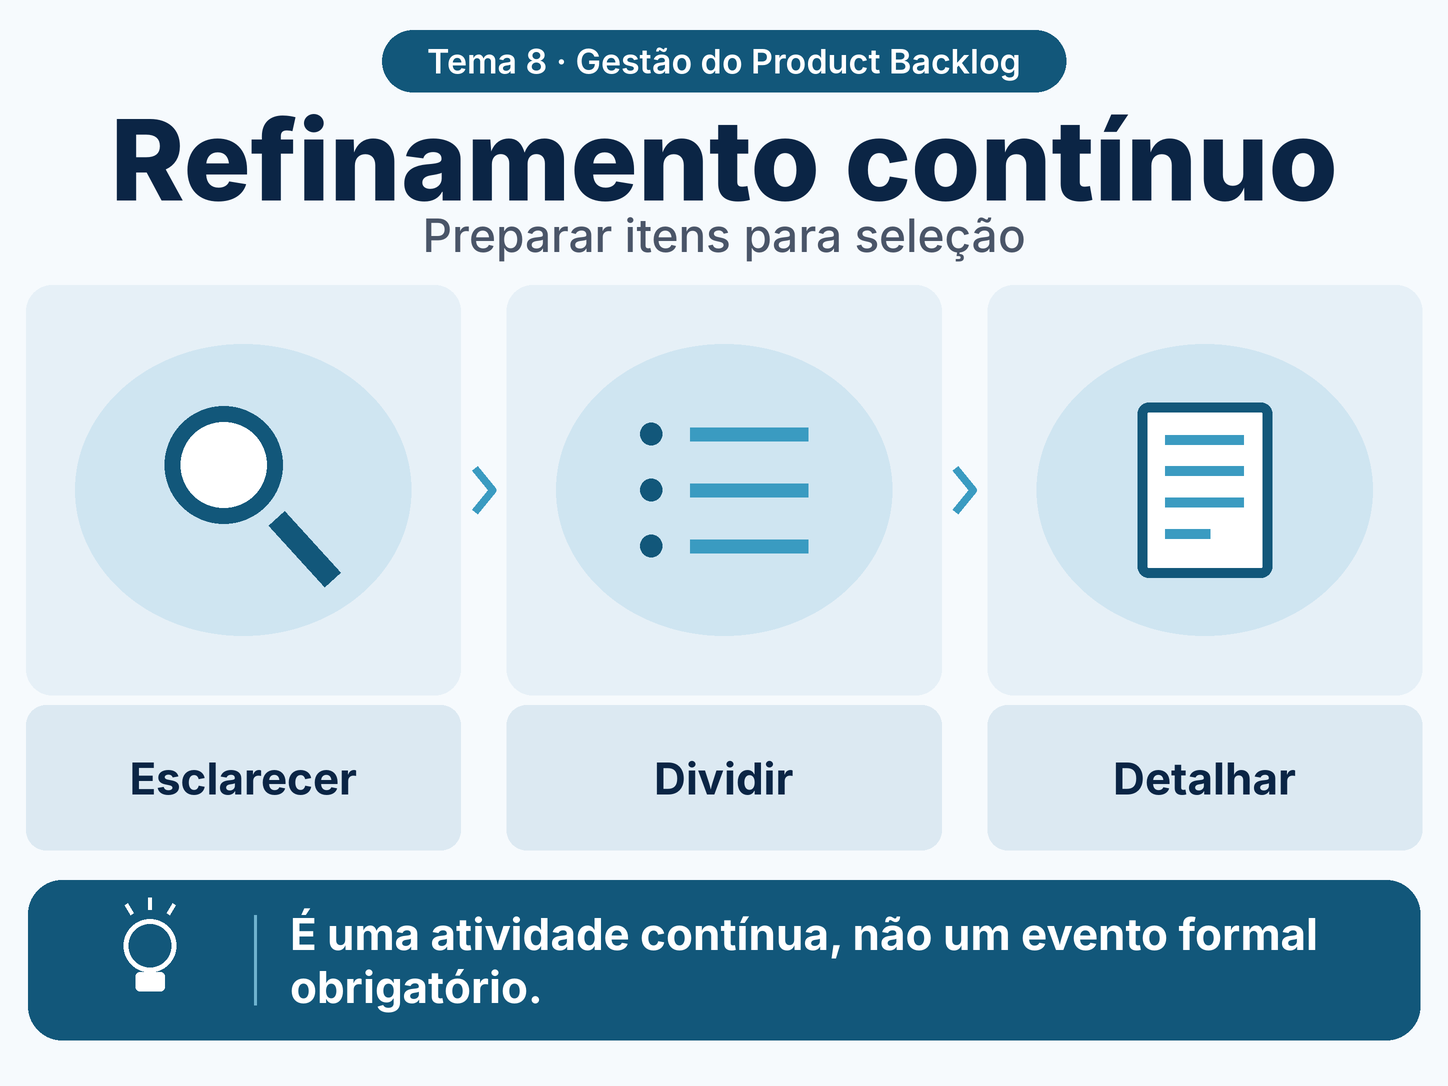 Tema 8 · Gestão do Product Backlog
Refinamento contínuo
Preparar itens para seleção
Esclarecer
Dividir
Detalhar
É uma atividade contínua, não um evento formal
obrigatório.